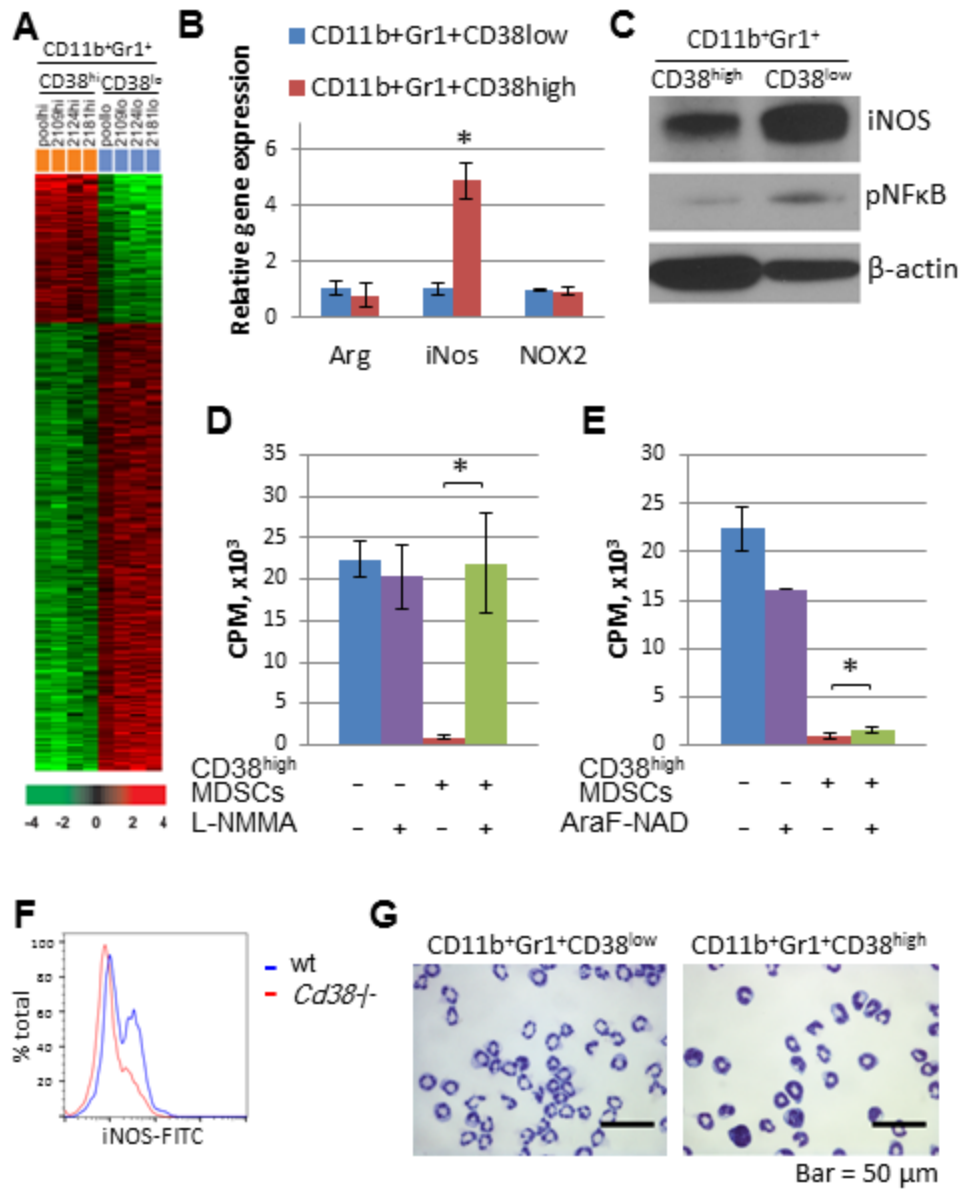 A
CD11b+Gr1+
CD38hi CD38lo
poolhi 2109hi 2124hi 2181hi poollo 2109lo 2124lo 2181lo
-4 -2 0 2 4
B
CD11b+Gr1+CD38low
CD11b+Gr1+CD38high
Relative gene expression
6
4
2
0
*
Arg iNos NOX2
C
CD11b+Gr1+
CD38high CD38low
iNOS
pNFκB
β-actin
D
CPM, x103
35
30
25
20
15
10
5
0
*
CD38high
MDSCs - - + +
L-NMMA - + - +
E
CPM, x103
30
25
20
15
10
5
0
*
CD38high
MDSCs - - + +
AraF-NAD - + - +
F
% total
100
80
60
40
20
iNOS-FITC
wt
Cd38-/-
G
CD11b+Gr1+CD38low
CD11b+Gr1+CD38high
Bar = 50 μm